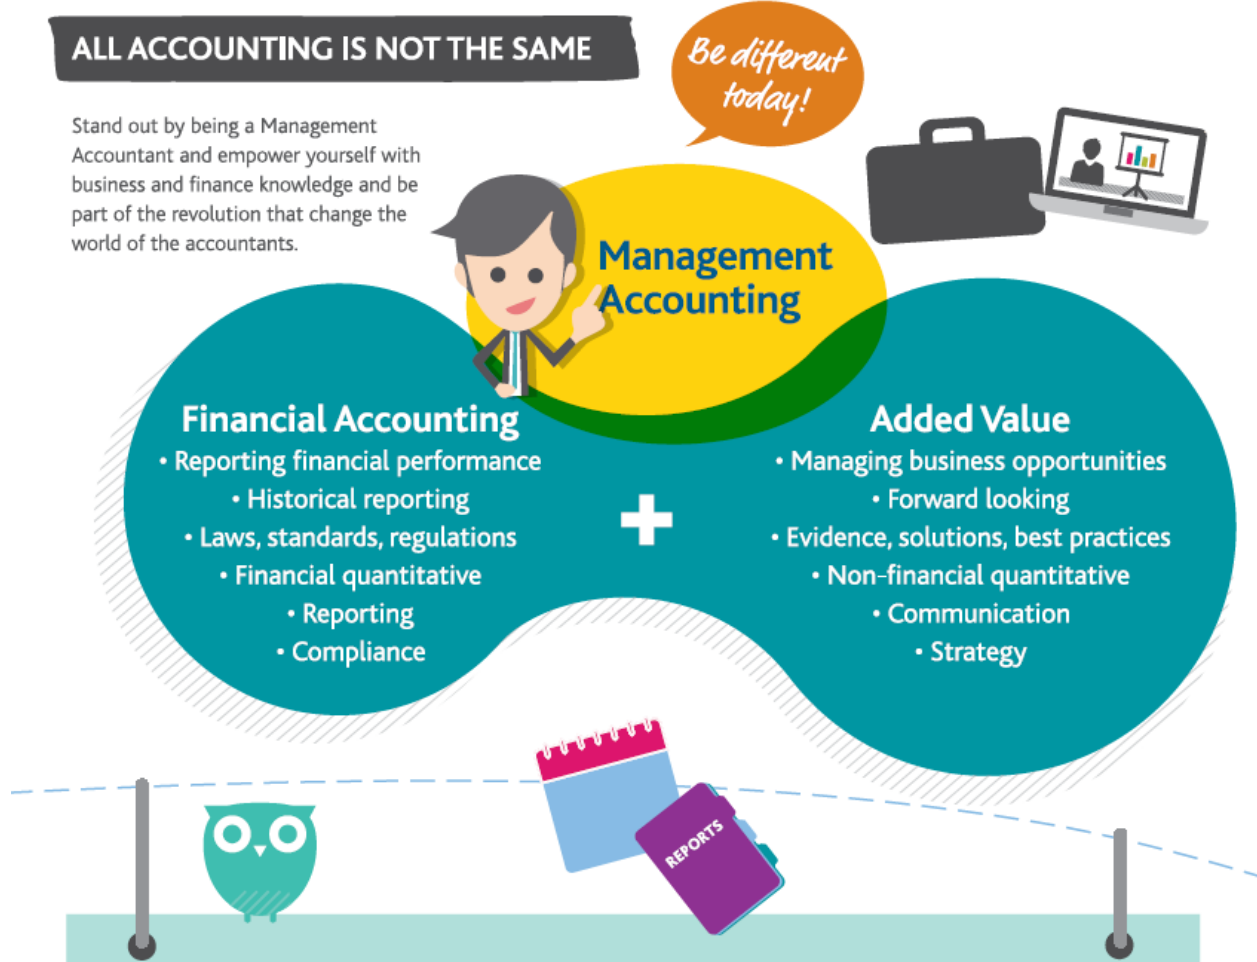 ALL ACCOUNTING IS NOT THE SAME
Be different
today!
Stand out by being a Management
Accountant and empower yourself with
business and finance knowledge and be
part of the revolution that change the
world of the accountants.
Management
Accounting
Financial Accounting
• Reporting financial performance
• Historical reporting
• Laws, standards, regulations
• Financial quantitative
• Reporting
• Compliance
+
Added Value
• Managing business opportunities
• Forward looking
• Evidence, solutions, best practices
• Non-financial quantitative
• Communication
• Strategy
REPORTS